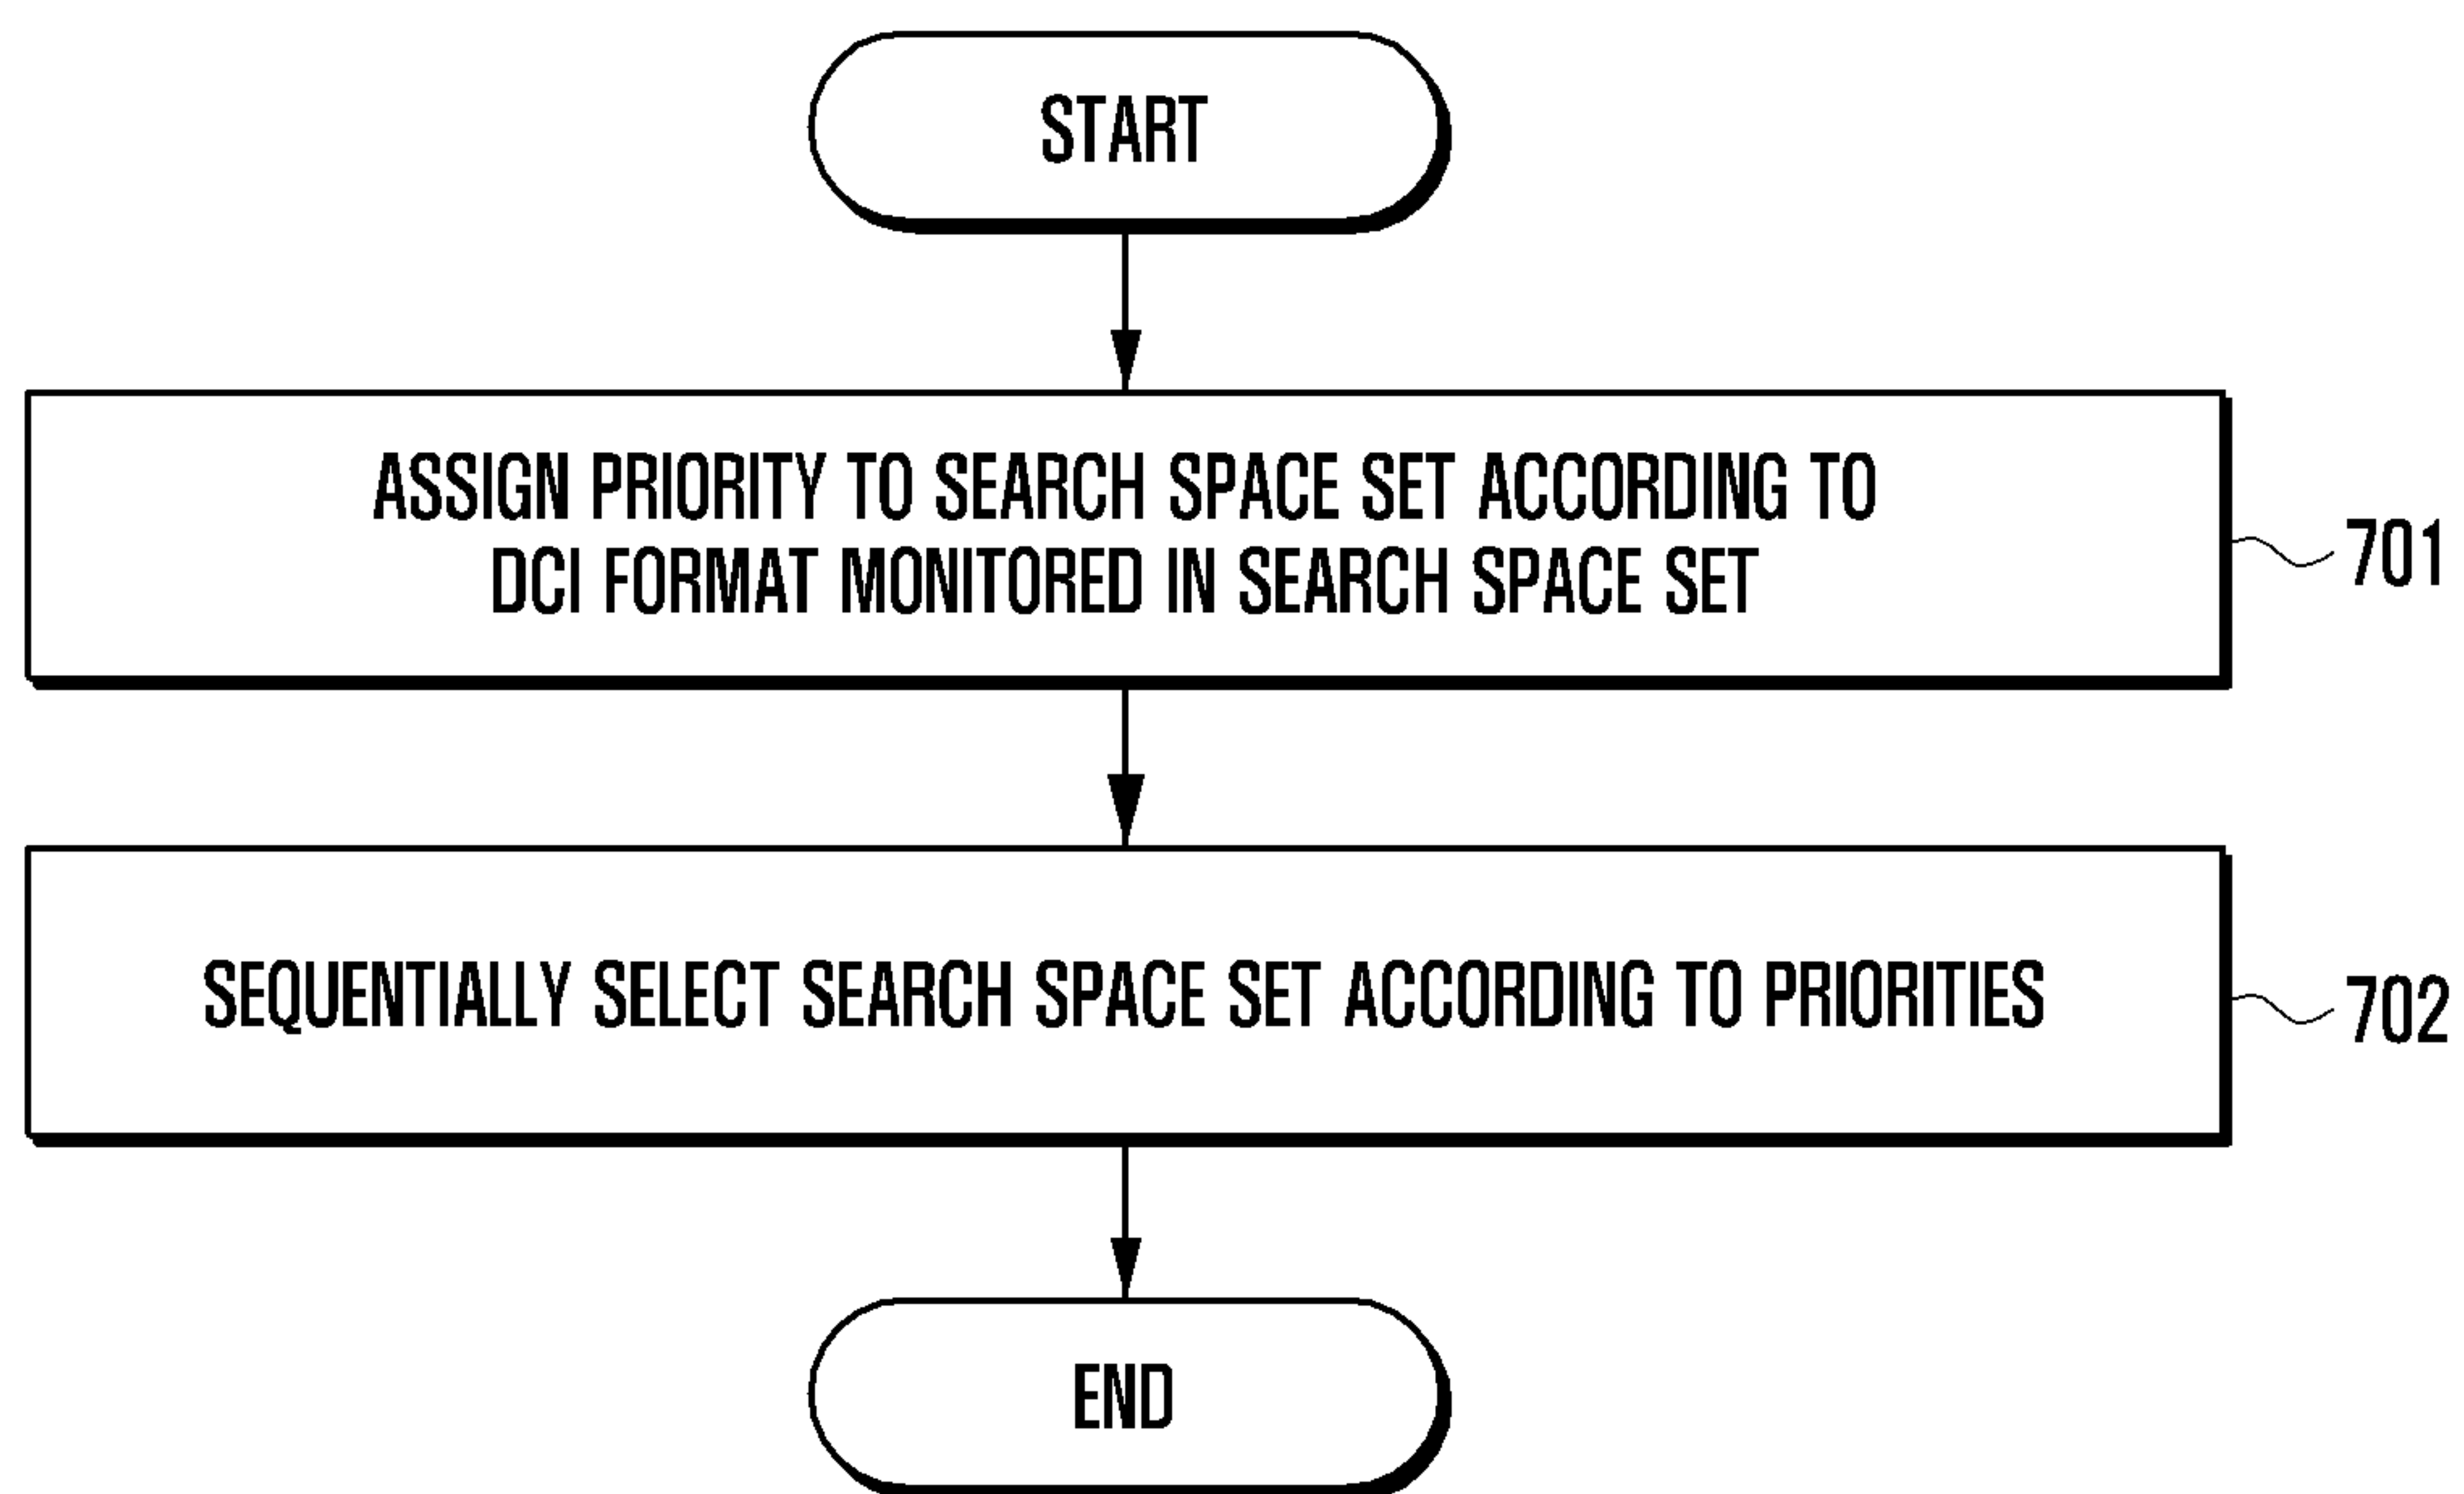 START
ASSIGN PRIORITY TO SEARCH SPACE SET ACCORDING TO
DCI FORMAT MONITORED IN SEARCH SPACE SET
701
SEQUENTIALLY SELECT SEARCH SPACE SET ACCORDING TO PRIORITIES
702
END